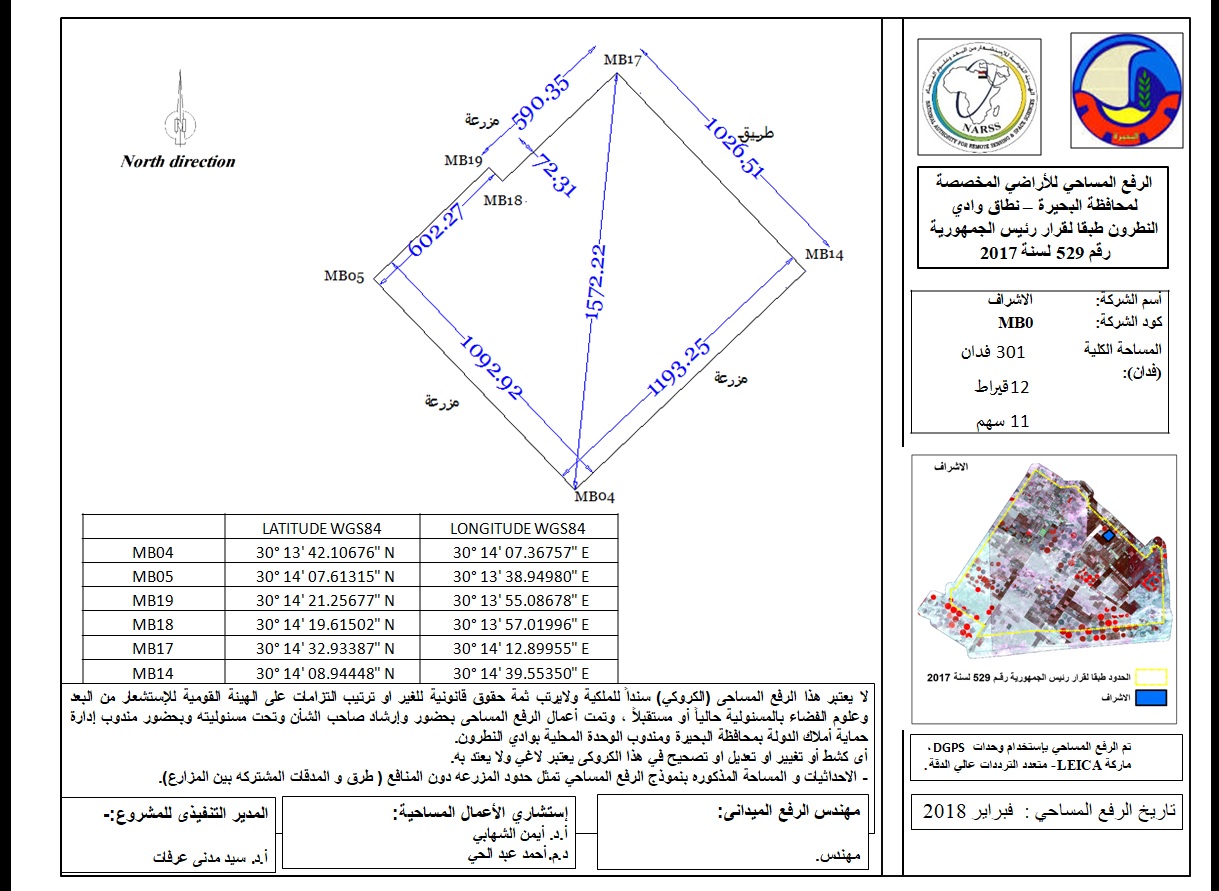 MB17
590.35
مزرعة
طريق
1026.51
North direction
MB19
72.31
MB18
602.27
MB14
MB05
1572.22
1092.92
1193.25
مزرعة
مزرعة
MB04
LATITUDE WGS84 LONGITUDE WGS84
MB04 30° 13' 42.10676" N 30° 14' 07.36757" E
MB05 30° 14' 07.61315" N 30° 13' 38.94980" E
MB19 30° 14' 21.25677" N 30° 13' 55.08678" E
MB18 30° 14' 19.61502" N 30° 13' 57.01996" E
MB17 30° 14' 32.93387" N 30° 14' 12.89955" E
MB14 30° 14' 08.94448" N 30° 14' 39.55350" E
لا يعتبر هذا الرفع المساحى (الكروكي) سنداً للملكية ولايرتب ثمة حقوق قانونية للغير او ترتيب التزامات على الهيئة القومية للإستشعار من البعد
وعلوم الفضاء بالمسئولية حالياً أو مستقبلاً ، وتمت أعمال الرفع المساحى بحضور وإرشاد صاحب الشأن وتحت مسئوليته وبحضور مندوب إدارة
حماية أملاك الدولة بمحافظة البحيرة ومندوب الوحدة المحلية بوادي النطرون.
أى كشط أو تغيير او تعديل او تصحيح في هذا الكروكى يعتبر لاغي ولا يعتد به.
- الاحداثيات و المساحة المذكوره بنموذج الرفع المساحي تمثل حدود المزرعه دون المنافع ( طرق و المدقات المشتركه بين المزارع).
مهندس الرفع الميدانى:
مهندس.
إستشاري الأعمال المساحية:
أ.د. أيمن الشهابي
د.م.أحمد عبد الحي
المدير التنفيذى للمشروع:-
أ.د. سيد مدنى عرفات
NARSS
NATIONAL AUTHORITY FOR REMOTE SENSING & SPACE SCIENCES
البحيرة
الرفع المساحي للأراضي المخصصة
لمحافظة البحيرة – نطاق وادي
النطرون طبقا لقرار رئيس الجمهورية
رقم 529 لسنة 2017
أسم الشركة: الاشراف
كود الشركة: MB0
المساحة الكلية 301 فدان
(فدان):
12قيراط
11 سهم
الاشراف
الحدود طبقا لقرار رئيس الجمهورية رقم 529 لسنة 2017
الاشراف
تم الرفع المساحي بإستخدام وحدات DGPS،
ماركة LEICA- متعدد الترددات عالي الدقة.
تاريخ الرفع المساحي : فبراير 2018